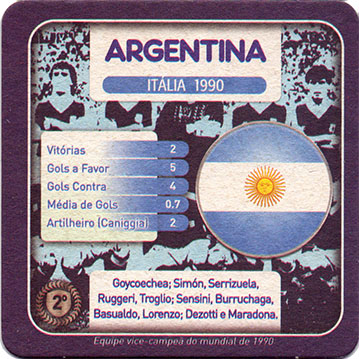 ARGENTINA
ITÁLIA 1990
Vitórias 2
Gols a Favor 5
Gols Contra 4
Média de Gols 0.7
Artilheiro (Caniggia) 2
Goycoechea; Simón, Serrizuela,
Ruggeri, Troglio; Sensini, Burruchaga,
Basualdo, Lorenzo; Dezotti e Maradona.
2º
Equipe vice-campeã do mundial de 1990